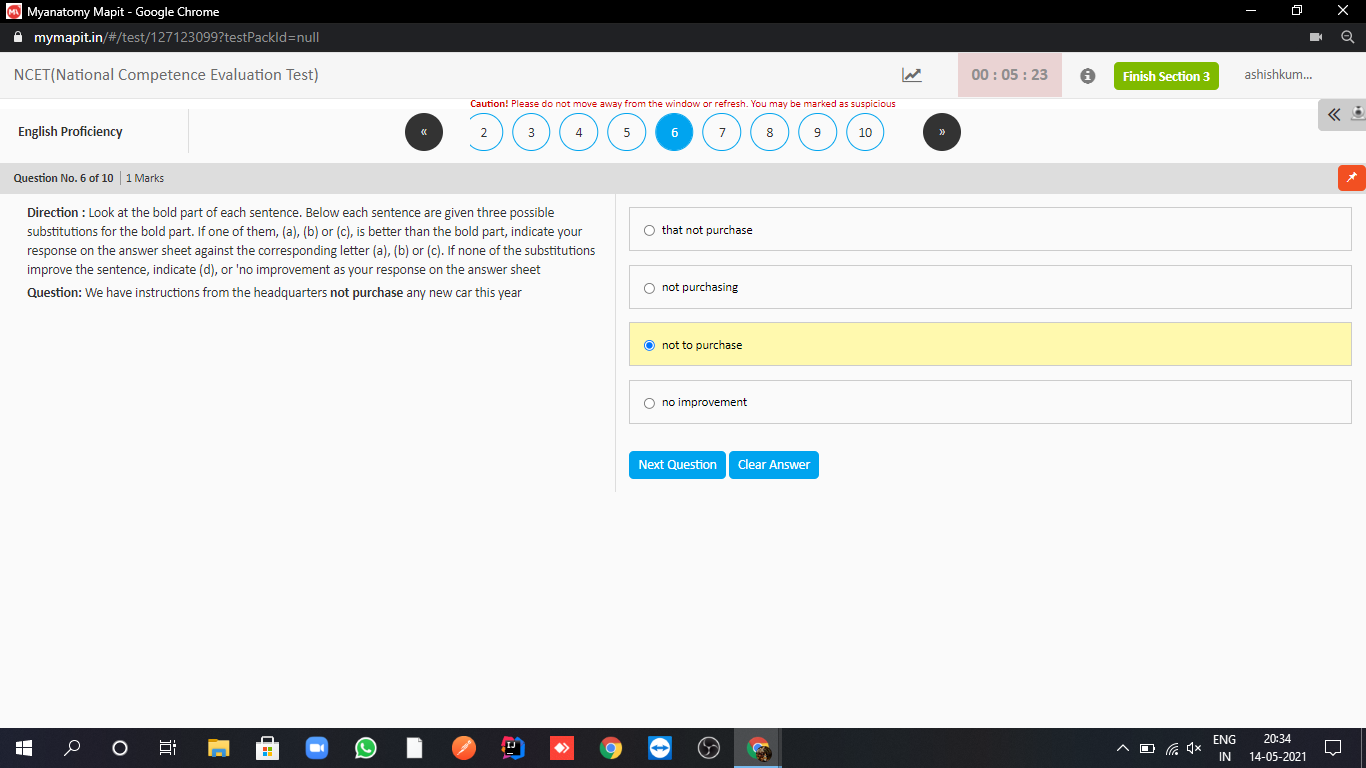 Myanatomy Mapit - Google Chrome
mymapit.in/#/test/127123099?testPackId=null
NCET(National Competence Evaluation Test)
00 : 05 : 23
Finish Section 3
ashishkum...
Caution! Please do not move away from the window or refresh. You may be marked as suspicious
English Proficiency
« 2 3 4 5 6 7 8 9 10 »
Question No. 6 of 10 | 1 Marks
Direction : Look at the bold part of each sentence. Below each sentence are given three possible
substitutions for the bold part. If one of them, (a), (b) or (c), is better than the bold part, indicate your
response on the answer sheet against the corresponding letter (a), (b) or (c). If none of the substitutions
improve the sentence, indicate (d), or 'no improvement as your response on the answer sheet
Question: We have instructions from the headquarters not purchase any new car this year
that not purchase
not purchasing
not to purchase
no improvement
Next Question
Clear Answer
ENG
IN
20:34
14-05-2021